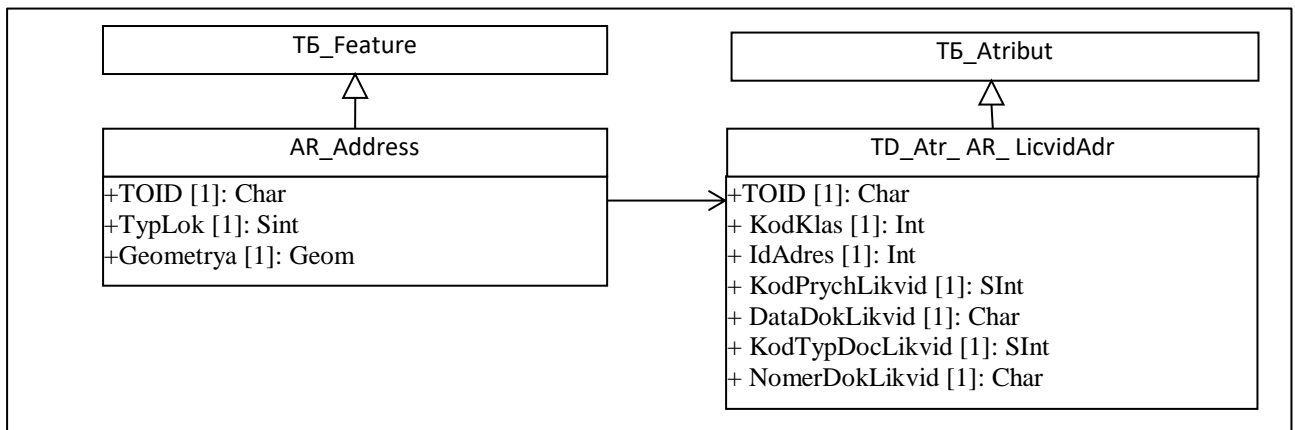 ТБ_Feature
AR_Address
+TOID [1]: Char
+TypLok [1]: Sint
+Geometrya [1]: Geom
ТБ_Atribut
TD_Atr_ AR_ LicvidAdr
+TOID [1]: Char
+ KodKlas [1]: Int
+ IdAdres [1]: Int
+ KodPrychLikvid [1]: SInt
+ DataDokLikvid [1]: Char
+ KodTypDocLikvid [1]: SInt
+ NomerDokLikvid [1]: Char